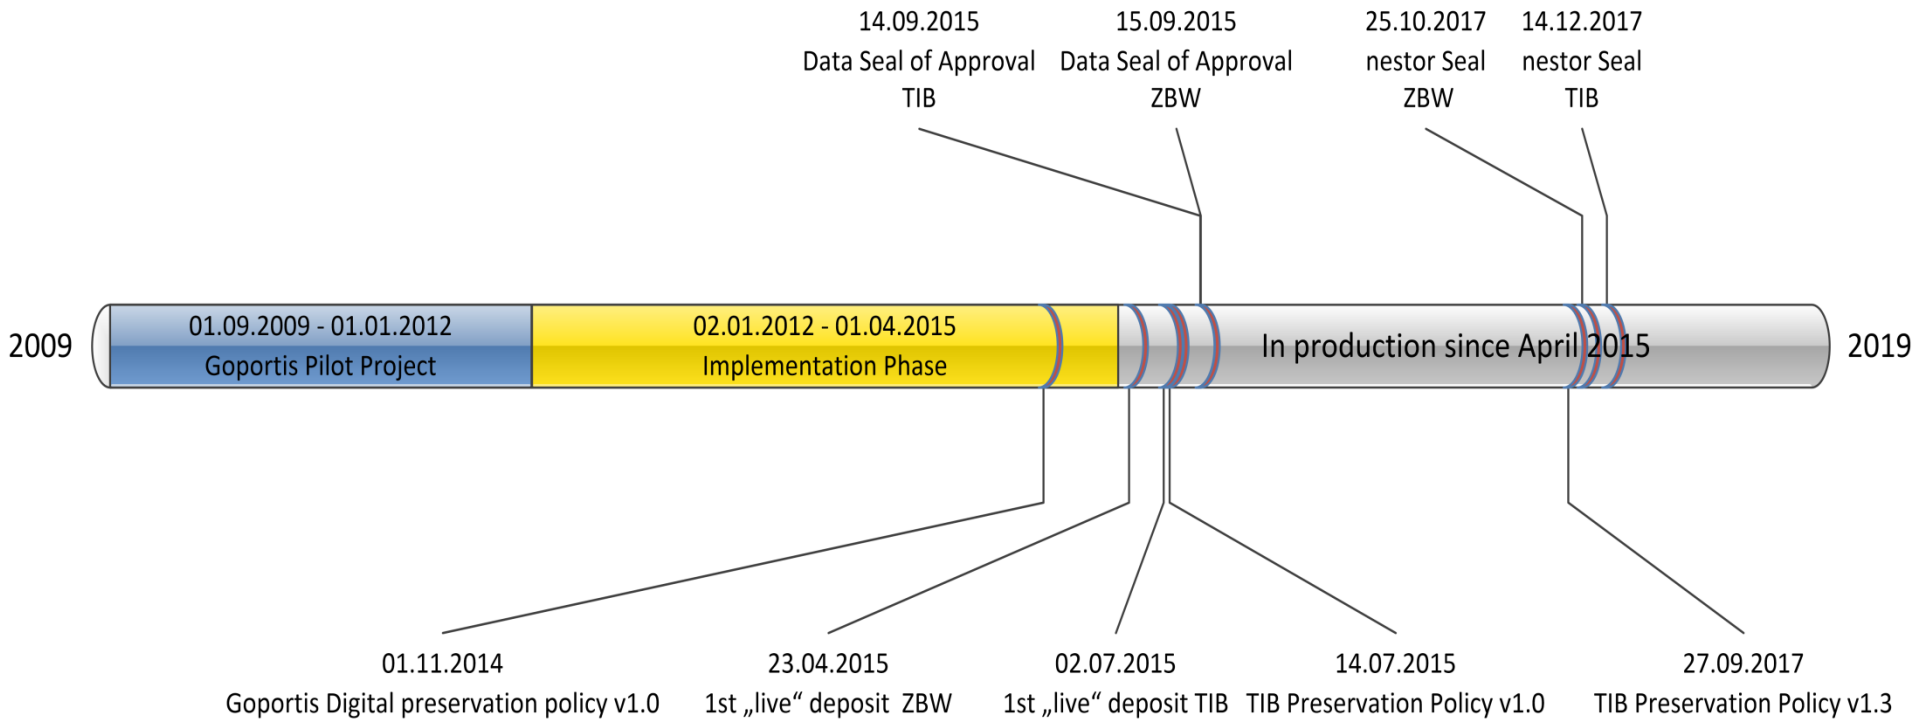 14.09.2015
Data Seal of Approval
TIB
15.09.2015
Data Seal of Approval
ZBW
25.10.2017
nestor Seal
ZBW
14.12.2017
nestor Seal
TIB
2009
01.09.2009 - 01.01.2012
Goportis Pilot Project
02.01.2012 - 01.04.2015
Implementation Phase
In production since April 2015
2019
01.11.2014
Goportis Digital preservation policy v1.0
23.04.2015
1st „live“ deposit ZBW
02.07.2015
1st „live“ deposit TIB
14.07.2015
TIB Preservation Policy v1.0
27.09.2017
TIB Preservation Policy v1.3